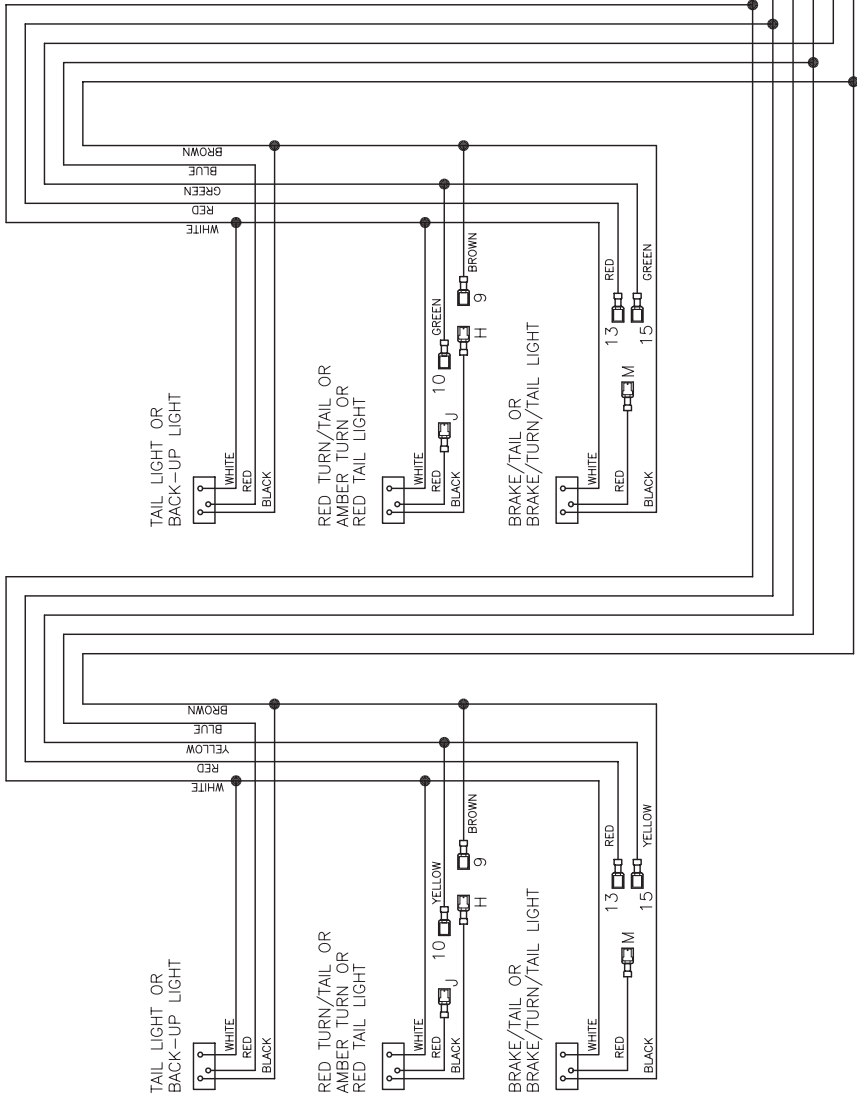 BROWN
BLUE
GREEN
RED
WHITE
TAIL LIGHT OR
BACK-UP LIGHT
WHITE
RED
BLACK
RED TURN/TAIL OR
AMBER TURN OR
RED TAIL LIGHT
WHITE
RED
BLACK
J
10
GREEN
H
9
BROWN
BRAKE/TAIL OR
BRAKE/TURN/TAIL LIGHT
WHITE
RED
BLACK
M
13
RED
15
GREEN
BROWN
BLUE
YELLOW
RED
WHITE
TAIL LIGHT OR
BACK-UP LIGHT
WHITE
RED
BLACK
RED TURN/TAIL OR
AMBER TURN OR
RED TAIL LIGHT
WHITE
RED
BLACK
J
10
YELLOW
H
9
BROWN
BRAKE/TAIL OR
BRAKE/TURN/TAIL LIGHT
WHITE
RED
BLACK
M
13
RED
15
YELLOW